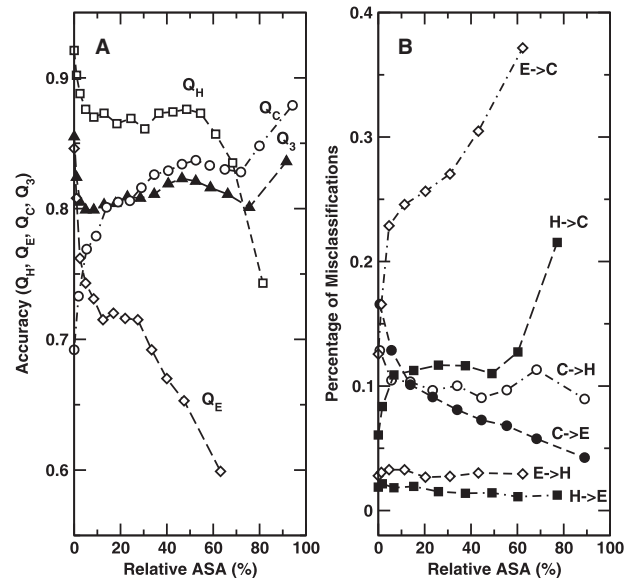 A
0.9
0.8
0.7
0.6
Q_H
Q_C
Q_3
Q_E
Accuracy (Q_H, Q_E, Q_C, Q_3)
0 20 40 60 80 100
Relative ASA (%)
B
0.4
0.3
0.2
0.1
0
E->C
H->C
C->H
C->E
E->H
H->E
Percentage of Misclassifications
0 20 40 60 80 100
Relative ASA (%)